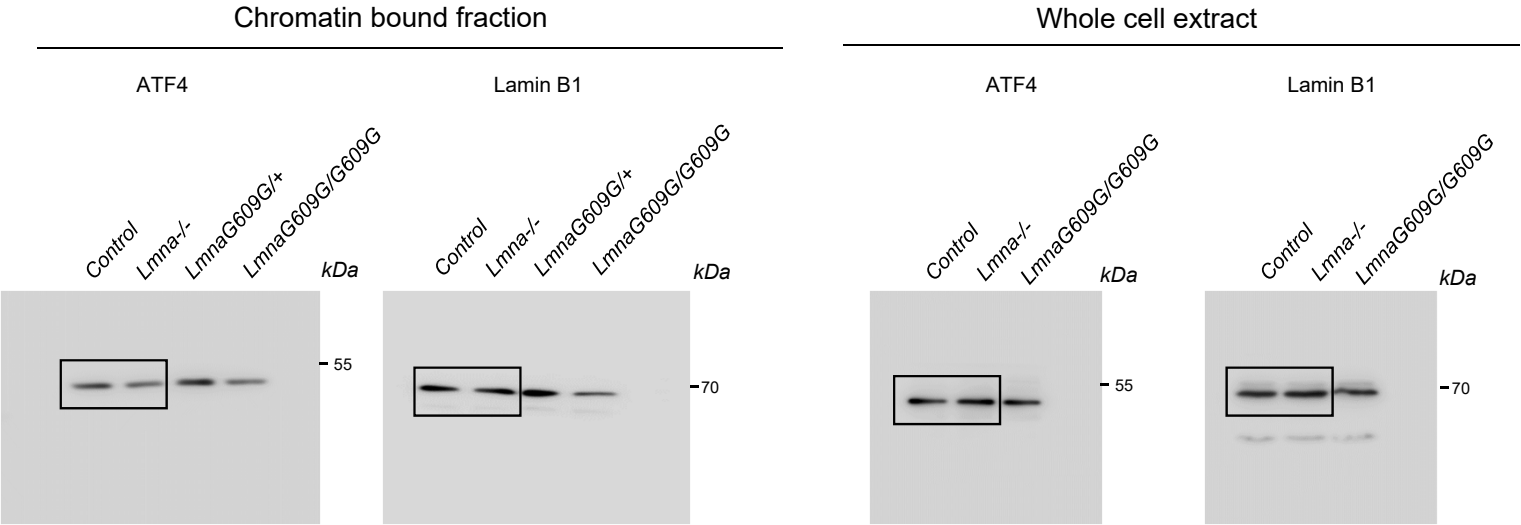 Chromatin bound fraction
Whole cell extract
ATF4
Lamin B1
ATF4
Lamin B1
Control
Lmna-/-
LmnaG609G/+
LmnaG609G/G609G
kDa
Control
Lmna-/-
LmnaG609G/+
LmnaG609G/G609G
kDa
Control
Lmna-/-
LmnaG609G/G609G
kDa
Control
Lmna-/-
LmnaG609G/G609G
kDa
55
70
55
70